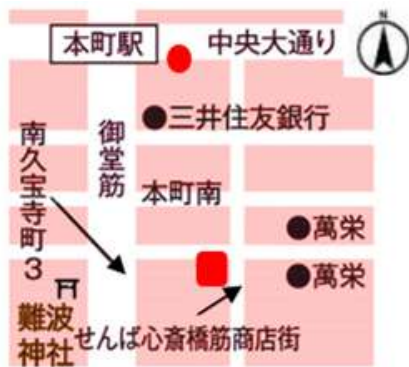 N
本町駅
中央大通り
三井住友銀行
御堂筋
南久宝寺町3
本町南
萬栄
萬栄
難波
神社
せんば心斎橋筋商店街